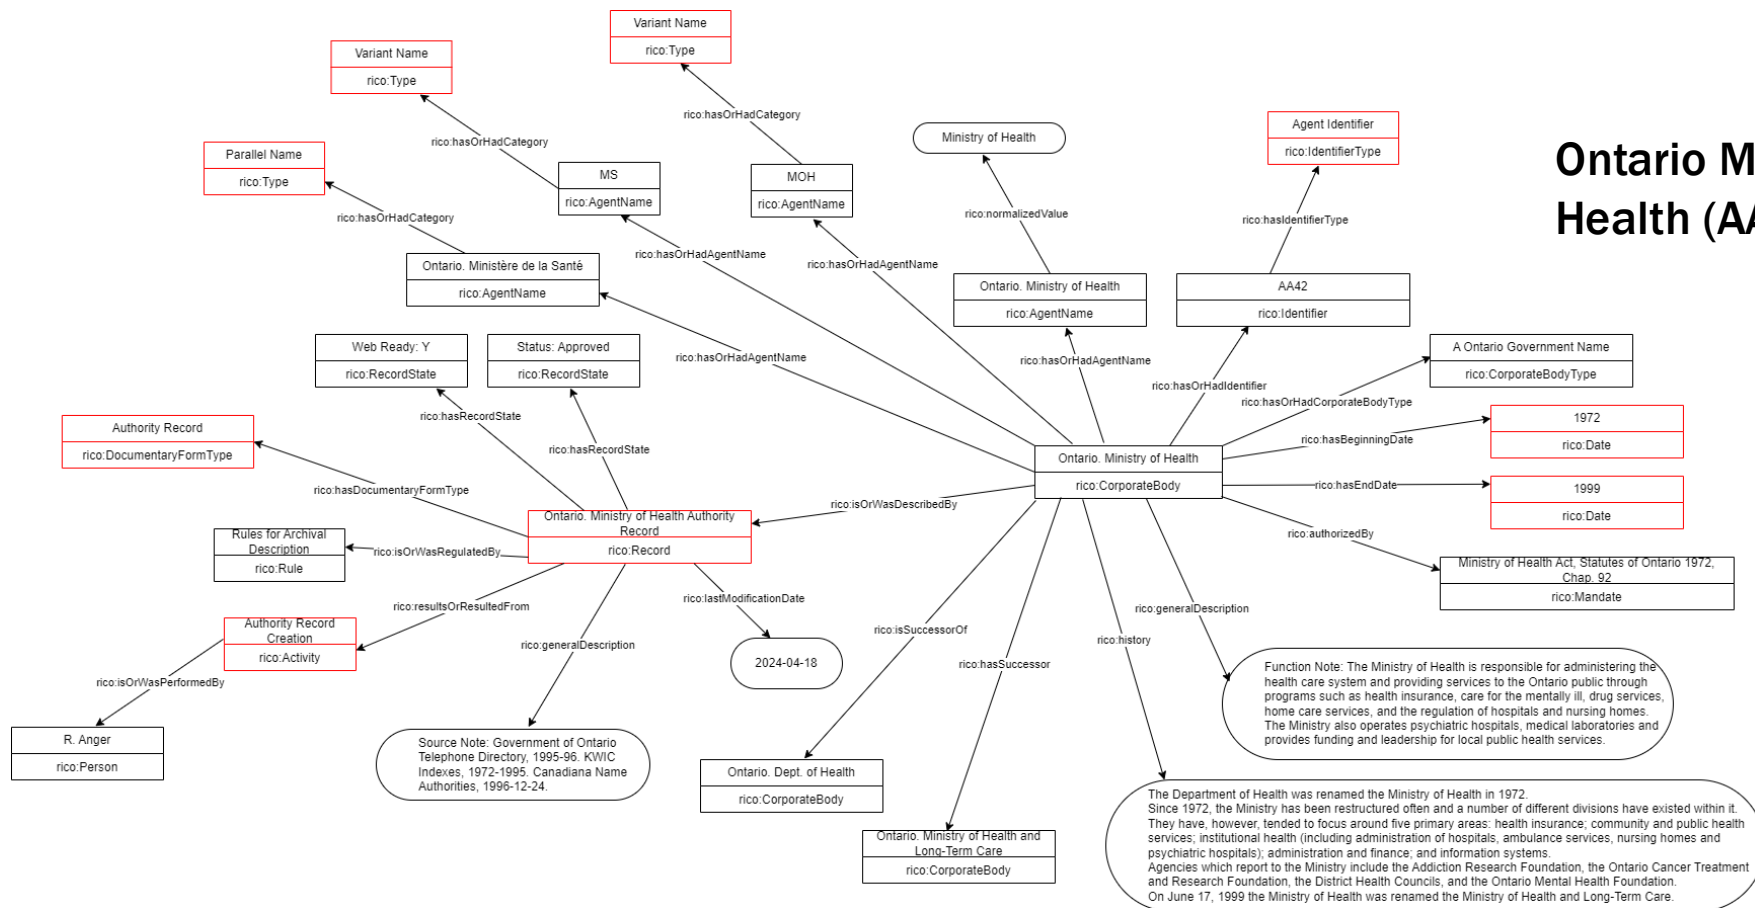 Variant Name
rico:Type
Variant Name
rico:Type
rico:hasOrHadCategory
rico:hasOrHadCategory
Parallel Name
rico:Type
Ministry of Health
Agent Identifier
rico:IdentifierType
Ontario M
Health (AA
MS
rico:AgentName
MOH
rico:AgentName
rico:hasOrHadCategory
rico:normalizedValue
rico:hasIdentifierType
rico:hasOrHadAgentName
rico:hasOrHadAgentName
Ontario. Ministère de la Santé
rico:AgentName
Ontario. Ministry of Health
rico:AgentName
AA42
rico:Identifier
Web Ready: Y
rico:RecordState
Status: Approved
rico:RecordState
rico:hasOrHadAgentName
rico:hasOrHadAgentName
rico:hasOrHadIdentifier
A Ontario Government Name
rico:CorporateBodyType
rico:hasOrHadCorporateBodyType
rico:hasRecordState
rico:hasRecordState
Authority Record
rico:DocumentaryFormType
rico:hasBeginningDate
1972
rico:Date
Ontario. Ministry of Health
rico:CorporateBody
rico:hasEndDate
1999
rico:Date
rico:hasDocumentaryFormType
rico:isOrWasDescribedBy
Ontario. Ministry of Health Authority
Record
rico:Record
rico:authorizedBy
Rules for Archival
Description
rico:Rule
rico:isOrWasRegulatedBy
Ministry of Health Act, Statutes of Ontario 1972,
Chap. 92
rico:Mandate
rico:resultsOrResultedFrom
rico:lastModificationDate
rico:generalDescription
rico:isSuccessorOf
rico:history
rico:hasSuccessor
Authority Record
Creation
rico:Activity
rico:generalDescription
2024-04-18
rico:isOrWasPerformedBy
R. Anger
rico:Person
Function Note: The Ministry of Health is responsible for administering the
health care system and providing services to the Ontario public through
programs such as health insurance, care for the mentally ill, drug services,
home care services, and the regulation of hospitals and nursing homes.
The Ministry also operates psychiatric hospitals, medical laboratories and
provides funding and leadership for local public health services.
Source Note: Government of Ontario
Telephone Directory, 1995-96. KWIC
Indexes, 1972-1995. Canadiana Name
Authorities, 1996-12-24.
Ontario. Dept. of Health
rico:CorporateBody
Ontario. Ministry of Health and
Long-Term Care
rico:CorporateBody
The Department of Health was renamed the Ministry of Health in 1972.
Since 1972, the Ministry has been restructured often and a number of different divisions have existed within it.
They have, however, tended to focus around five primary areas: health insurance; community and public health
services; institutional health (including administration of hospitals, ambulance services, nursing homes and
psychiatric hospitals); administration and finance; and information systems.
Agencies which report to the Ministry include the Addiction Research Foundation, the Ontario Cancer Treatment
and Research Foundation, the District Health Councils, and the Ontario Mental Health Foundation.
On June 17, 1999 the Ministry of Health was renamed the Ministry of Health and Long-Term Care.